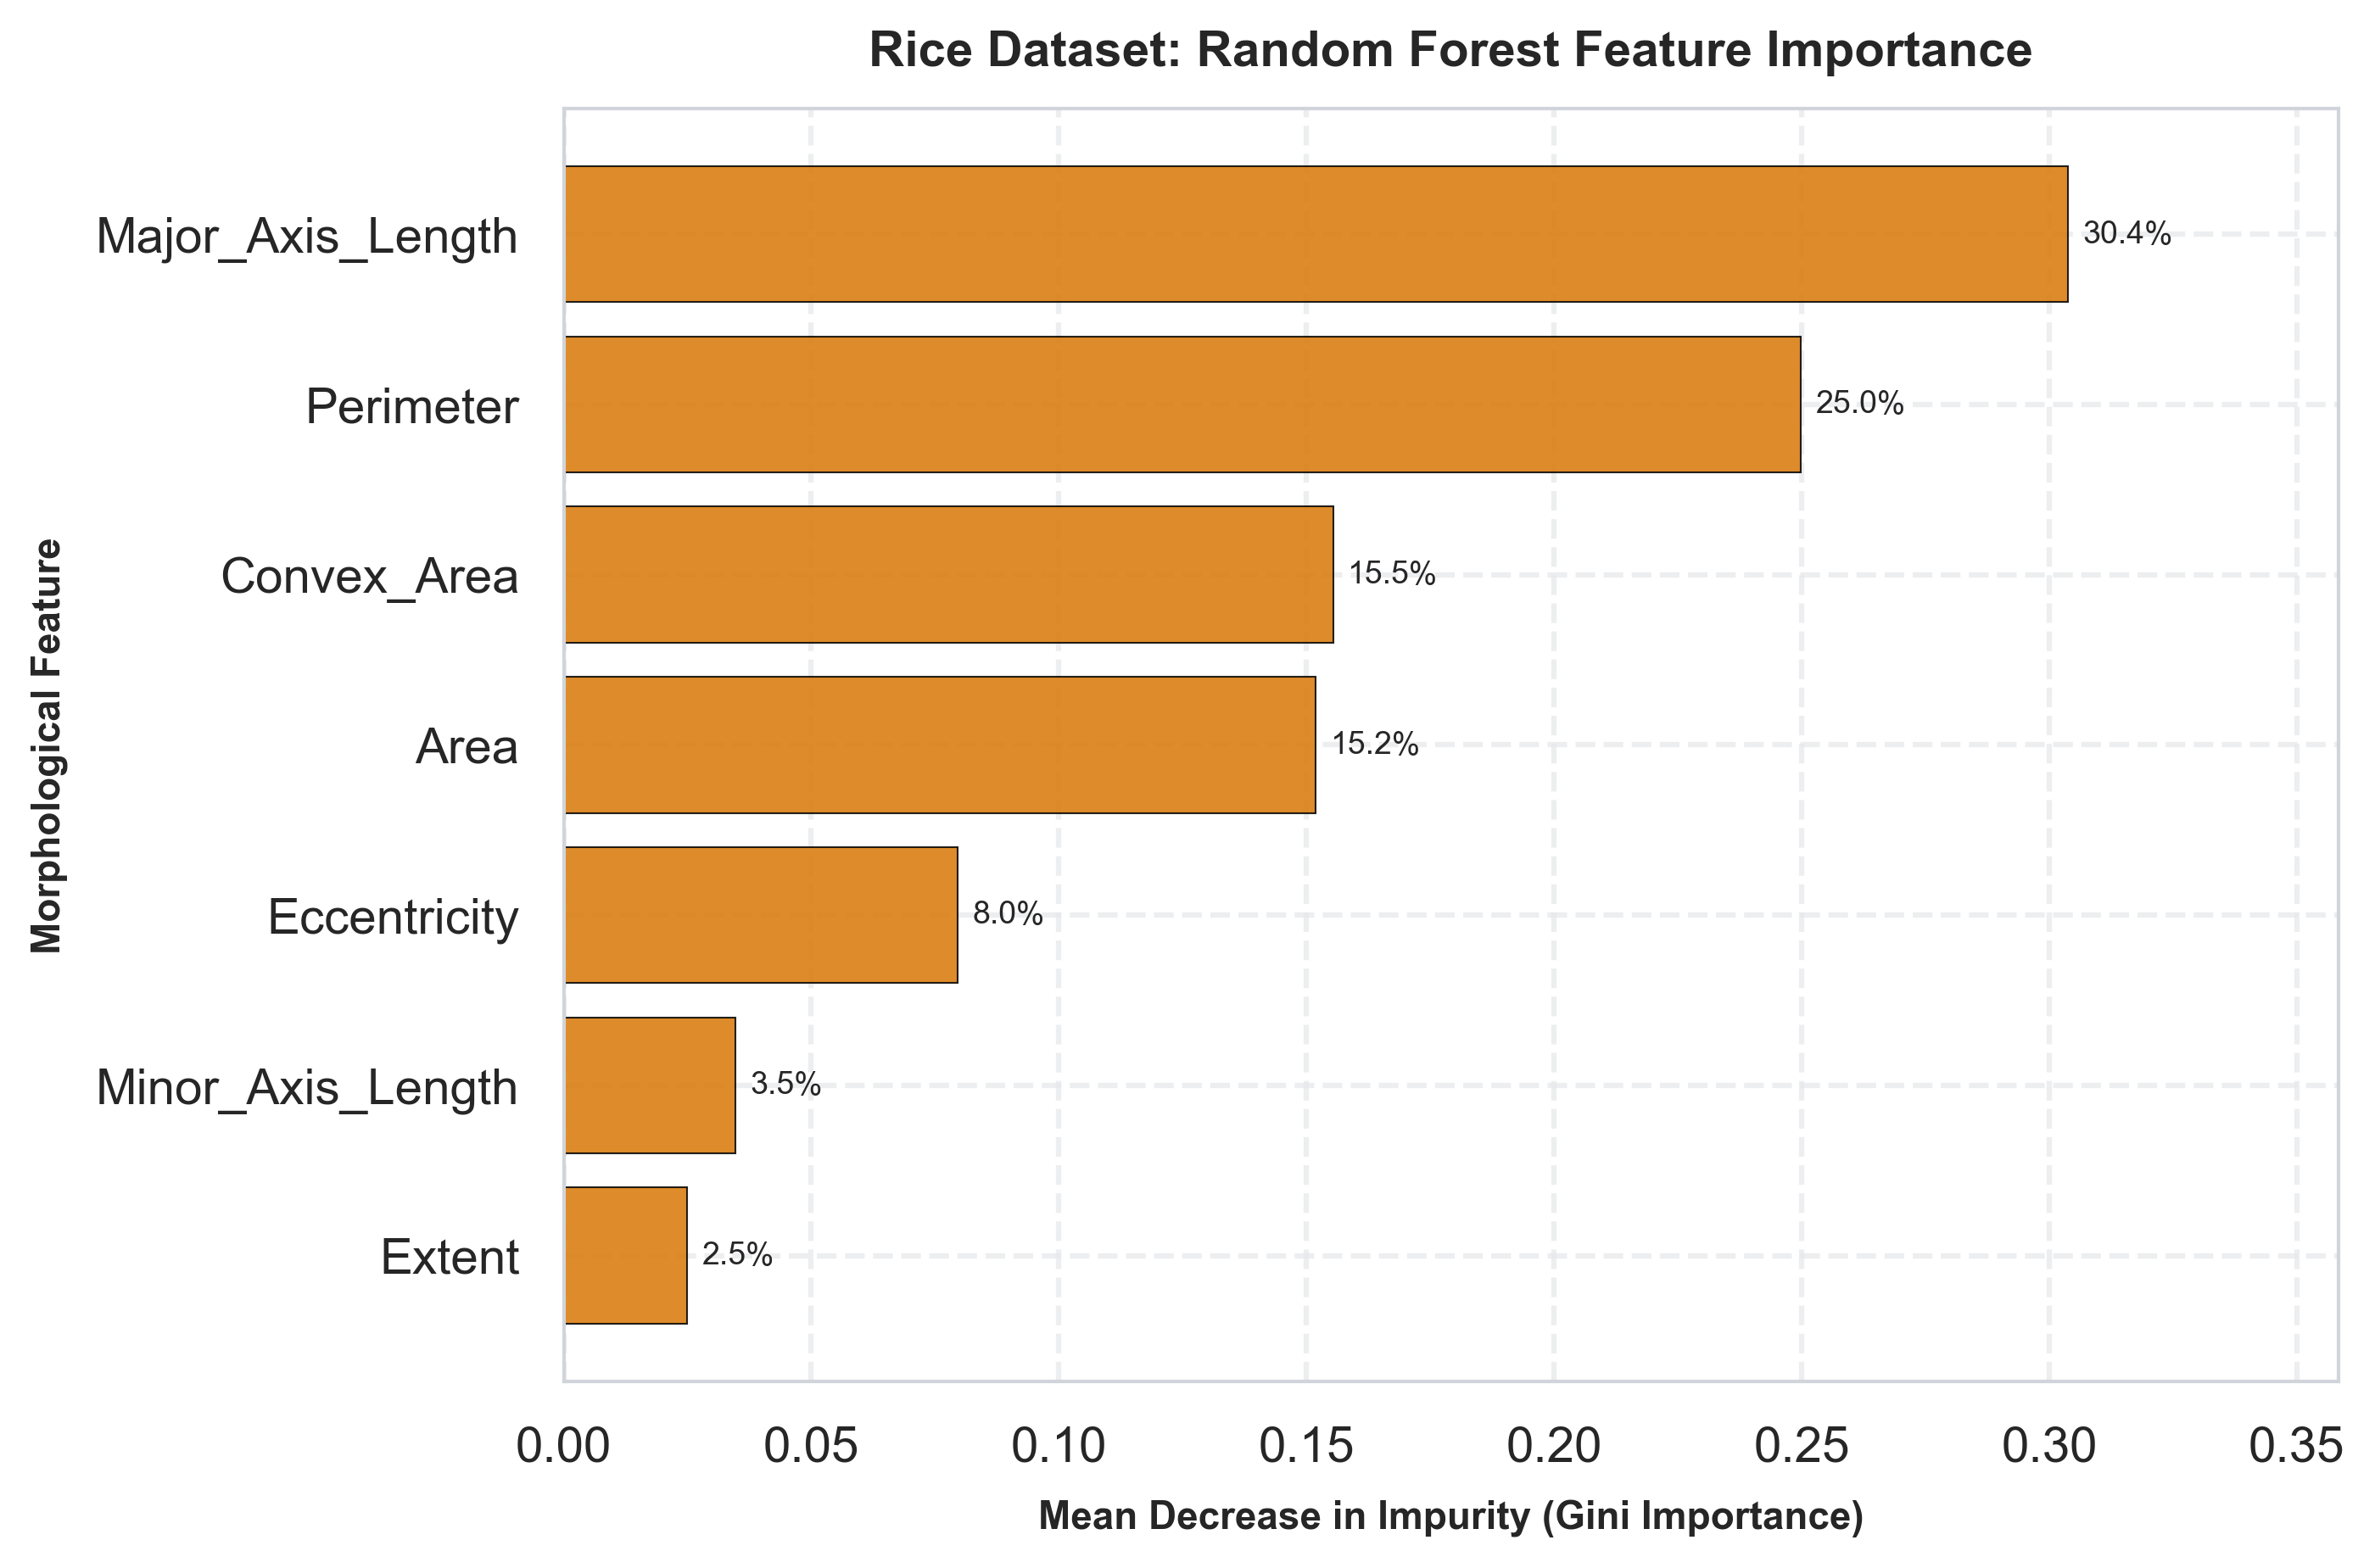 Rice Dataset: Random Forest Feature Importance
Morphological Feature
Major_Axis_Length 30.4%
Perimeter 25.0%
Convex_Area 15.5%
Area 15.2%
Eccentricity 8.0%
Minor_Axis_Length 3.5%
Extent 2.5%
0.00 0.05 0.10 0.15 0.20 0.25 0.30 0.35
Mean Decrease in Impurity (Gini Importance)